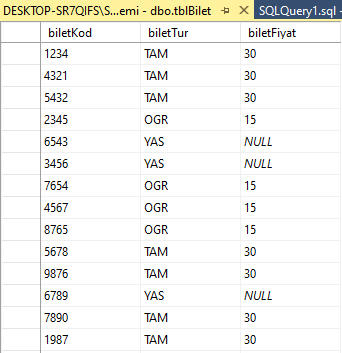 DESKTOP-SR7QIFS\S...emi - dbo.tblBilet SQLQuery1.sql -
biletKod biletTur biletFiyat
1234 TAM 30
4321 TAM 30
5432 TAM 30
2345 OGR 15
6543 YAS NULL
3456 YAS NULL
7654 OGR 15
4567 OGR 15
8765 OGR 15
5678 TAM 30
9876 TAM 30
6789 YAS NULL
7890 TAM 30
1987 TAM 30